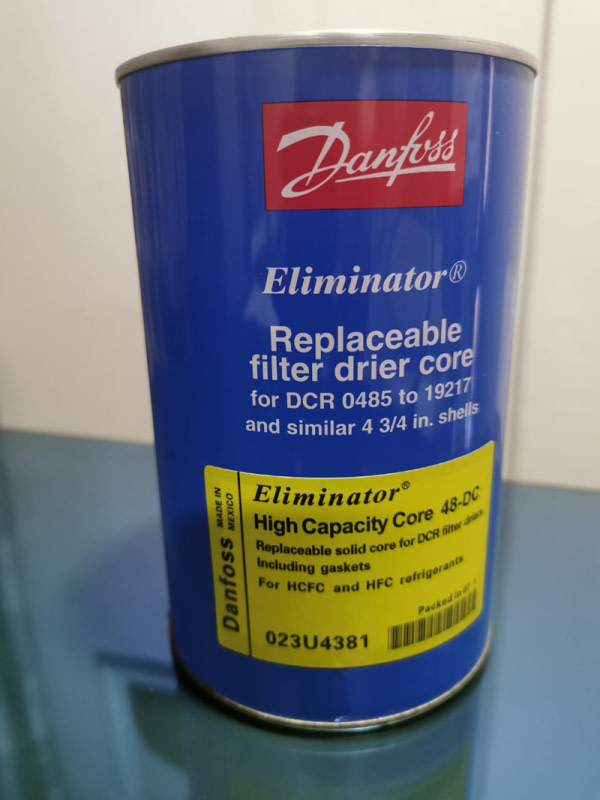 Danfoss
Eliminator®
Replaceable
filter drier core
for DCR 0485 to 19217
and similar 4 3/4 in. shells
Danfoss
MADE IN
MEXICO
Eliminator®
High Capacity Core 48-DC
Replaceable solid core for DCR filter driers
Including gaskets
For HCFC and HFC refrigerants
Packed in
023U4381